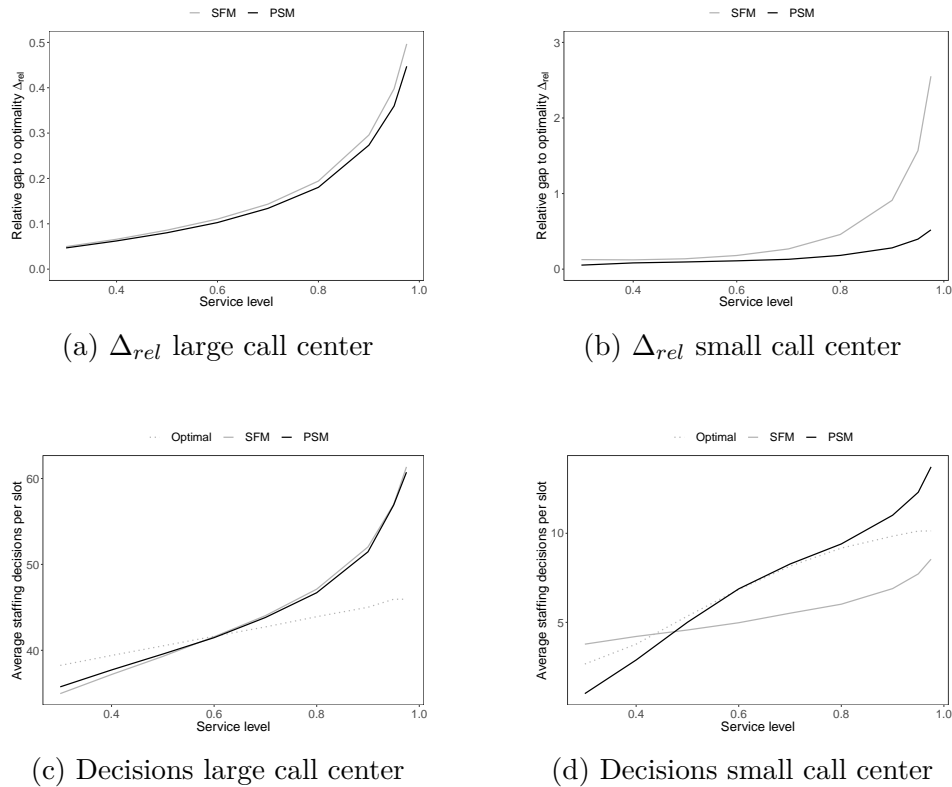 SFM PSM
Relative gap to optimality Δrel
0.5
0.4
0.3
0.2
0.1
0.0
0.4 0.6 0.8 1.0
Service level
(a) Δrel large call center
SFM PSM
Relative gap to optimality Δrel
3
2
1
0
0.4 0.6 0.8 1.0
Service level
(b) Δrel small call center
Optimal SFM PSM
Average staffing decisions per slot
60
50
40
0.4 0.6 0.8 1.0
Service level
(c) Decisions large call center
Optimal SFM PSM
Average staffing decisions per slot
10
5
0.4 0.6 0.8 1.0
Service level
(d) Decisions small call center